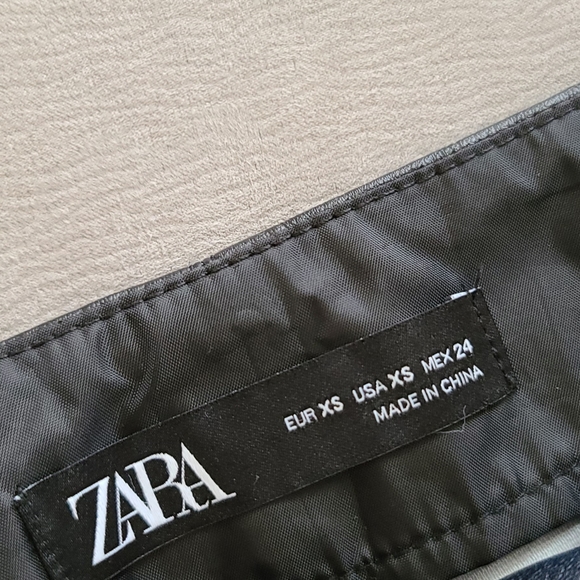 ZARA
EUR XS USA XS MEX 24
MADE IN CHINA